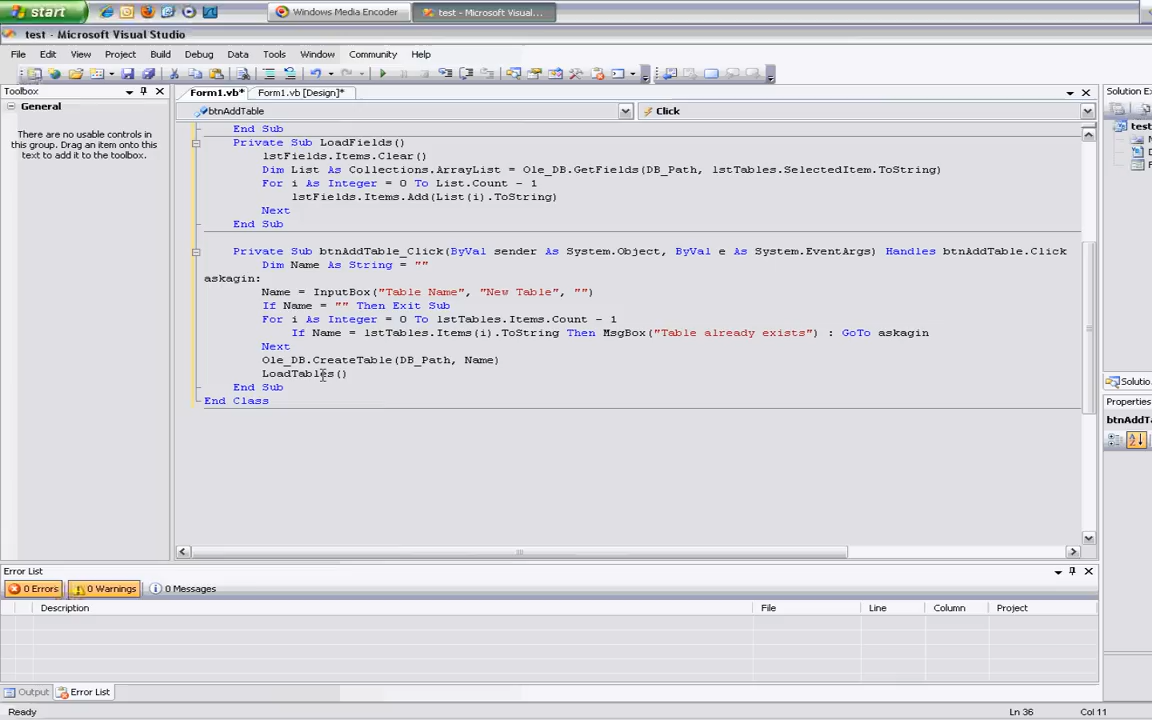 start
Windows Media Encoder
test - Microsoft Visual...
test - Microsoft Visual Studio
File Edit View Project Build Debug Data Tools Window Community Help
Toolbox
General
There are no usable controls in
this group. Drag an item onto this
text to add it to the toolbox.
Form1.vb* Form1.vb [Design]*
btnAddTable
Click
End Sub
Private Sub LoadFields()
lstFields.Items.Clear()
Dim List As Collections.ArrayList = Ole_DB.GetFields(DB_Path, lstTables.SelectedItem.ToString)
For i As Integer = 0 To List.Count - 1
lstFields.Items.Add(List(i).ToString)
Next
End Sub
Private Sub btnAddTable_Click(ByVal sender As System.Object, ByVal e As System.EventArgs) Handles btnAddTable.Click
Dim Name As String = ""
askagin:
Name = InputBox("Table Name", "New Table", "")
If Name = "" Then Exit Sub
For i As Integer = 0 To lstTables.Items.Count - 1
If Name = lstTables.Items(i).ToString Then MsgBox("Table already exists") : GoTo askagin
Next
Ole_DB.CreateTable(DB_Path, Name)
LoadTables()
End Sub
End Class
Solution Ex
test
Solutio...
Properties
btnAddTa
Error List
0 Errors 0 Warnings 0 Messages
Description File Line Column Project
Output Error List
Ready Ln 36 Col 11